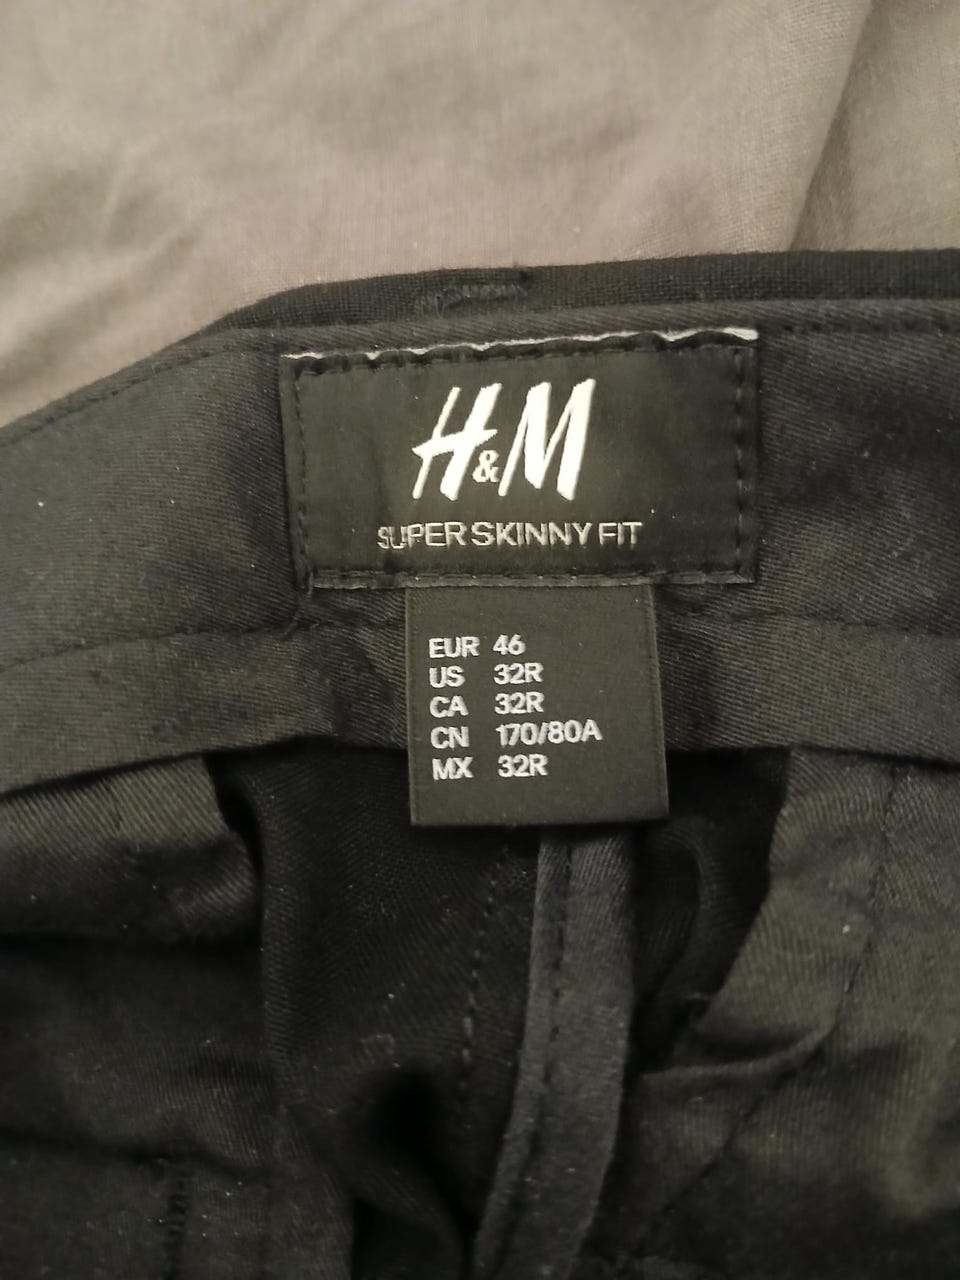 H&M
SUPER SKINNY FIT
EUR 46
US 32R
CA 32R
CN 170/80A
MX 32R